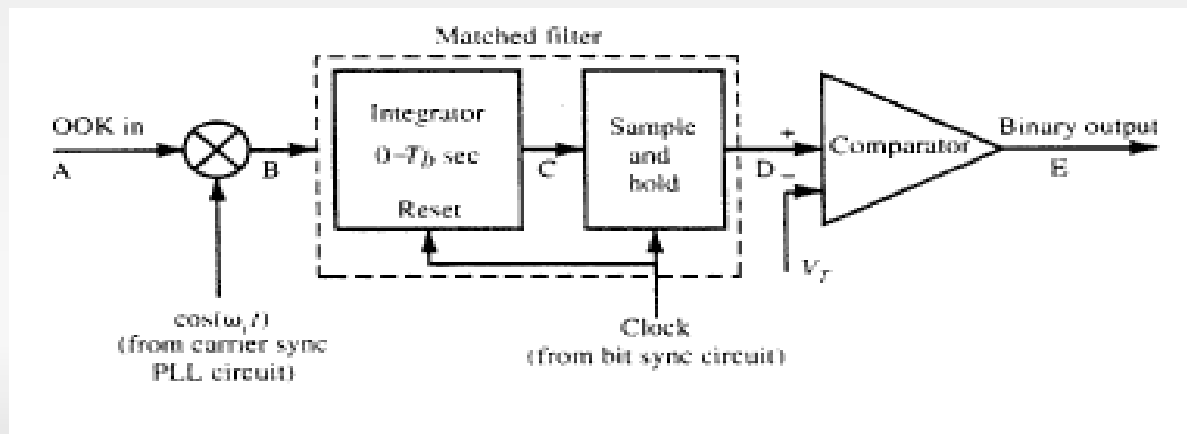 Matched filter
OOK in
A
B
Integrator
0–T_b sec
Reset
C
Sample
and
hold
D
+
−
Comparator
Binary output
E
V_T
cos(ω_1t)
(from carrier sync
PLL circuit)
Clock
(from bit sync circuit)